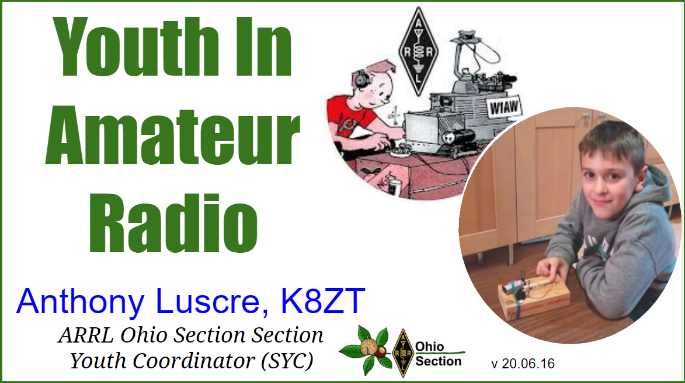 Youth In
Amateur
Radio
A
R R
L
W1AW
Anthony Luscre, K8ZT
ARRL Ohio Section Section
Youth Coordinator (SYC)
A
R R
L
Ohio
Section
v 20.06.16